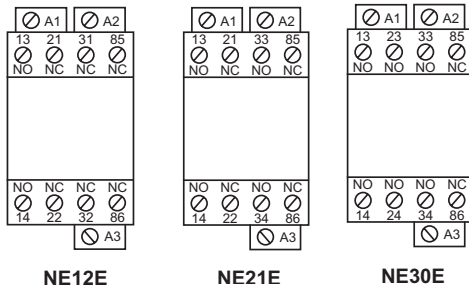 A1 A2
13 21 31 85
NO NC NC NC
NO NC NC NC
14 22 32 86
A3
NE12E
A1 A2
13 21 33 85
NO NC NO NC
NO NC NO NC
14 22 34 86
A3
NE21E
A1 A2
13 23 33 85
NO NO NO NC
NO NO NO NC
14 24 34 86
A3
NE30E